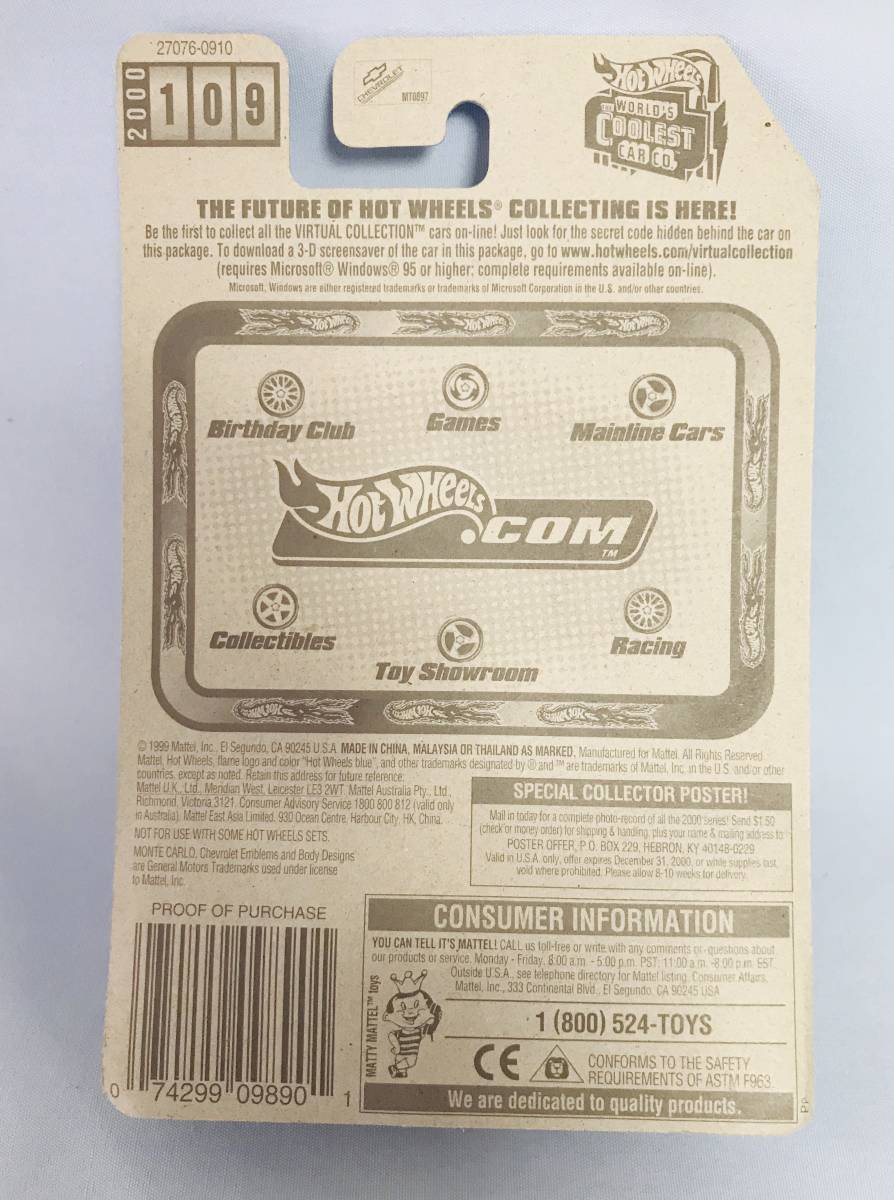 27076-0910
2000
109
CHEVROLET
MT0897
Hot Wheels
THE WORLD'S
COOLEST
CAR CO.
THE FUTURE OF HOT WHEELS® COLLECTING IS HERE!
Be the first to collect all the VIRTUAL COLLECTION™ cars on-line! Just look for the secret code hidden behind the car on
this package. To download a 3-D screensaver of the car in this package, go to www.hotwheels.com/virtualcollection
(requires Microsoft® Windows® 95 or higher; complete requirements available on-line).
Microsoft, Windows are either registered trademarks or trademarks of Microsoft Corporation in the U.S. and/or other countries.
Hot Wheels Hot Wheels Hot Wheels
Birthday Club
Games
Mainline Cars
Hot Wheels.COM™
Collectibles
Toy Showroom
Racing
© 1999 Mattel, Inc., El Segundo, CA 90245 U.S.A. MADE IN CHINA, MALAYSIA OR THAILAND AS MARKED. Manufactured for Mattel. All Rights Reserved.
Mattel, Hot Wheels, flame logo and color "Hot Wheels blue", and other trademarks designated by ® and ™ are trademarks of Mattel, Inc. in the U.S. and/or other
countries, except as noted. Retain this address for future reference:
Mattel U.K., Ltd., Meridian West, Leicester LE3 2WT. Mattel Australia Pty., Ltd.,
Richmond, Victoria.3121. Consumer Advisory Service 1800 800 812 (valid only
in Australia). Mattel East Asia Limited, 930 Ocean Centre, Harbour City, HK, China.
NOT FOR USE WITH SOME HOT WHEELS SETS.
MONTE CARLO, Chevrolet Emblems and Body Designs
are General Motors Trademarks used under license
to Mattel, Inc.
SPECIAL COLLECTOR POSTER!
Mail in today for a complete photo-record of all the 2000 series! Send $1.50
(check or money order) for shipping & handling, plus your name & mailing address to:
POSTER OFFER, P.O. BOX 229, HEBRON, KY 40148-0229
Valid in U.S.A. only, offer expires December 31, 2000, or while supplies last,
void where prohibited. Please allow 8-10 weeks for delivery.
PROOF OF PURCHASE
0 74299 09890 1
CONSUMER INFORMATION
YOU CAN TELL IT'S MATTEL! CALL us toll-free or write with any comments or questions about
our products or service. Monday - Friday, 8:00 a.m. - 5:00 p.m. PST; 11:00 a.m. -8:00 p.m. EST.
Outside U.S.A., see telephone directory for Mattel listing. Consumer Affairs,
Mattel, Inc., 333 Continental Blvd., El Segundo, CA 90245 USA
MATTY MATTEL™ toys
1 (800) 524-TOYS
CE
CONFORMS TO THE SAFETY
REQUIREMENTS OF ASTM F963.
We are dedicated to quality products.
Pp